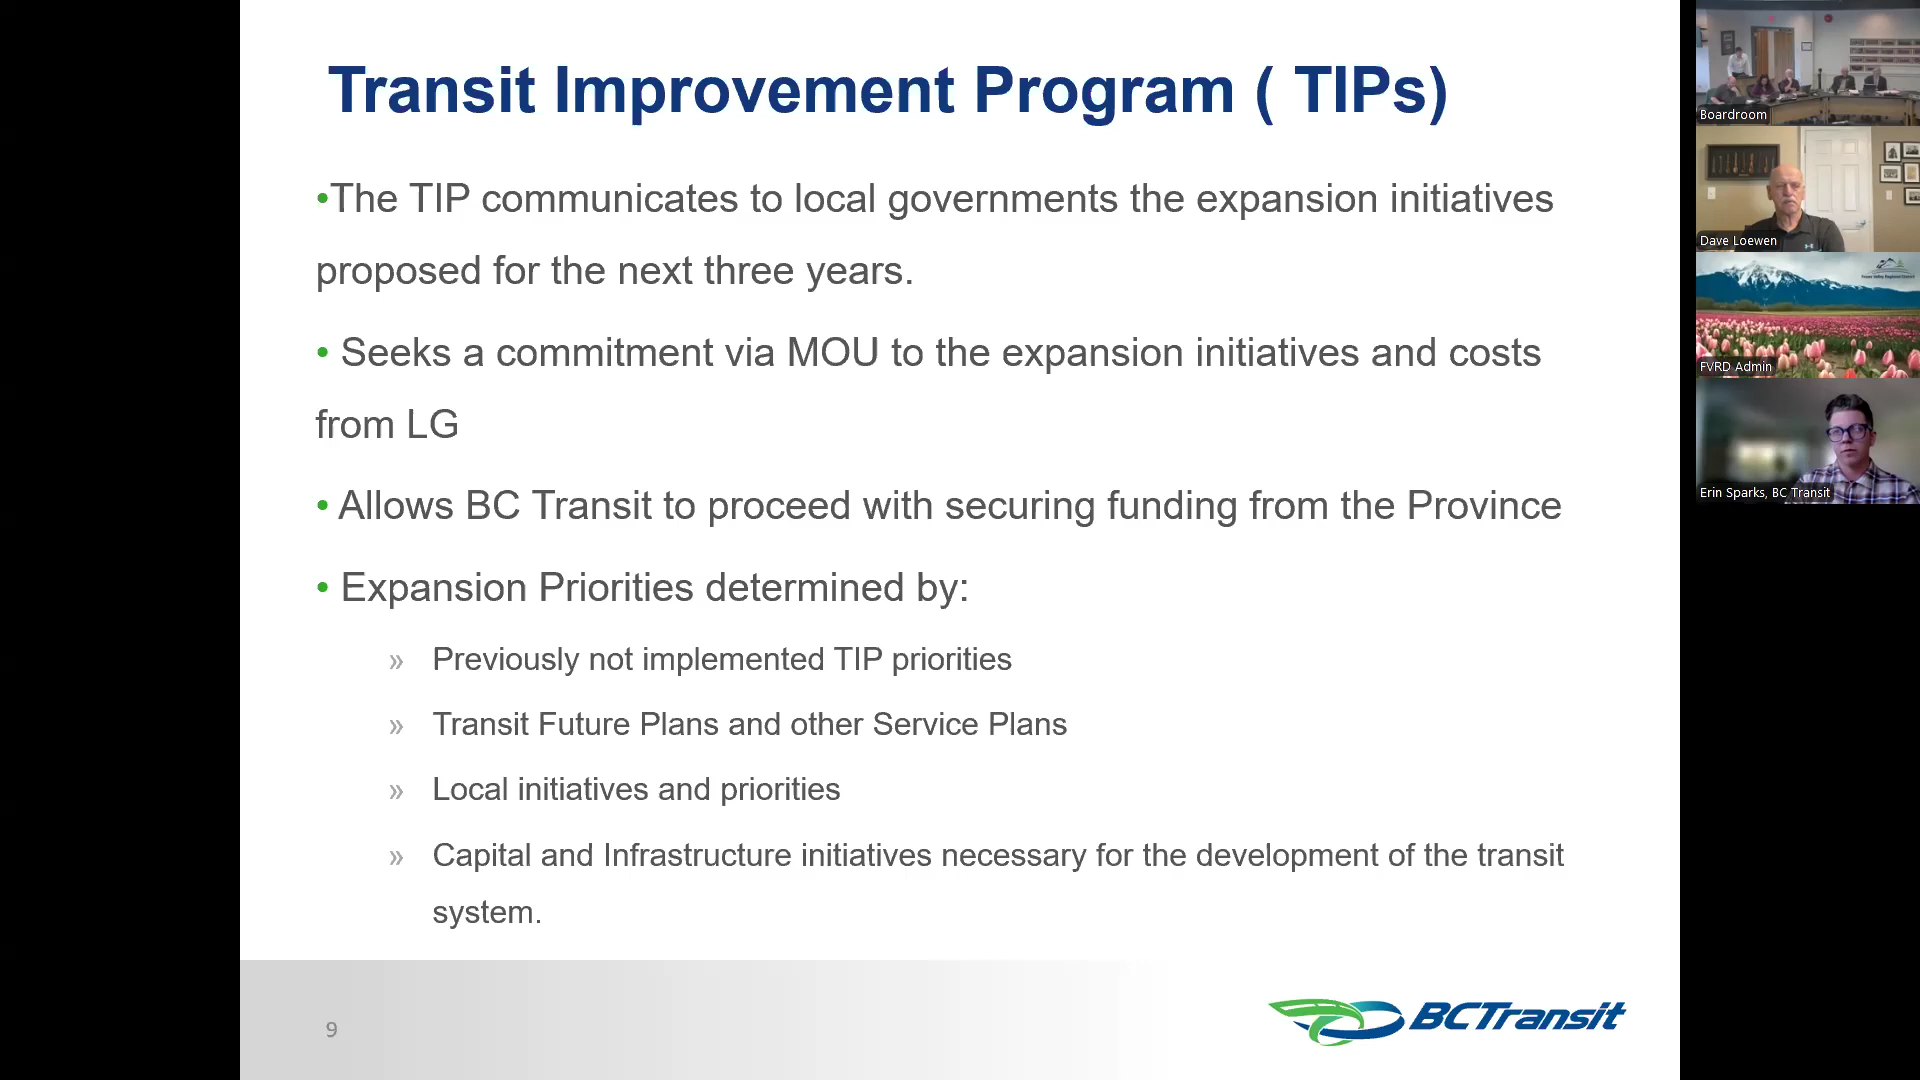 Transit Improvement Program ( TIPs)
•The TIP communicates to local governments the expansion initiatives
proposed for the next three years.
• Seeks a commitment via MOU to the expansion initiatives and costs
from LG
• Allows BC Transit to proceed with securing funding from the Province
• Expansion Priorities determined by:
» Previously not implemented TIP priorities
» Transit Future Plans and other Service Plans
» Local initiatives and priorities
» Capital and Infrastructure initiatives necessary for the development of the transit
system.
9
BCTransit
Boardroom
Dave Loewen
FVRD Admin
Erin Sparks, BC Transit